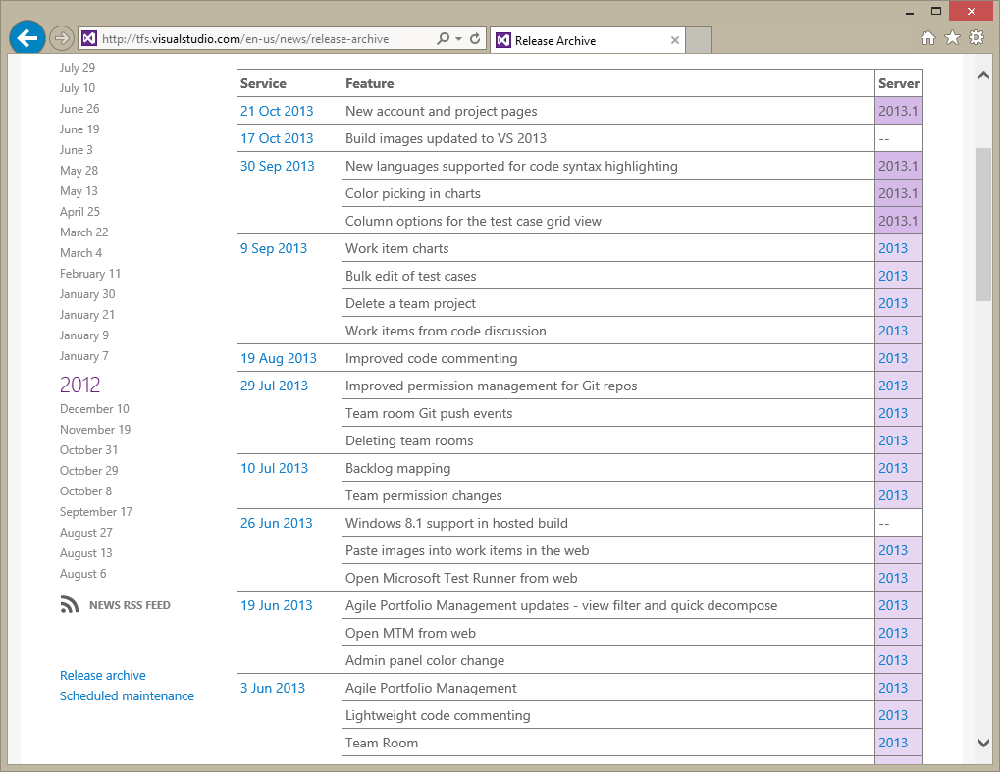 http://tfs.visualstudio.com/en-us/news/release-archive
Release Archive
July 29
July 10
June 26
June 19
June 3
May 28
May 13
April 25
March 22
March 4
February 11
January 30
January 21
January 9
January 7
2012
December 10
November 19
October 31
October 29
October 8
September 17
August 27
August 13
August 6
NEWS RSS FEED
Release archive
Scheduled maintenance
Service Feature Server
21 Oct 2013 New account and project pages 2013.1
17 Oct 2013 Build images updated to VS 2013 --
30 Sep 2013 New languages supported for code syntax highlighting 2013.1
Color picking in charts 2013.1
Column options for the test case grid view 2013.1
9 Sep 2013 Work item charts 2013
Bulk edit of test cases 2013
Delete a team project 2013
Work items from code discussion 2013
19 Aug 2013 Improved code commenting 2013
29 Jul 2013 Improved permission management for Git repos 2013
Team room Git push events 2013
Deleting team rooms 2013
10 Jul 2013 Backlog mapping 2013
Team permission changes 2013
26 Jun 2013 Windows 8.1 support in hosted build --
Paste images into work items in the web 2013
Open Microsoft Test Runner from web 2013
19 Jun 2013 Agile Portfolio Management updates - view filter and quick decompose 2013
Open MTM from web 2013
Admin panel color change 2013
3 Jun 2013 Agile Portfolio Management 2013
Lightweight code commenting 2013
Team Room 2013